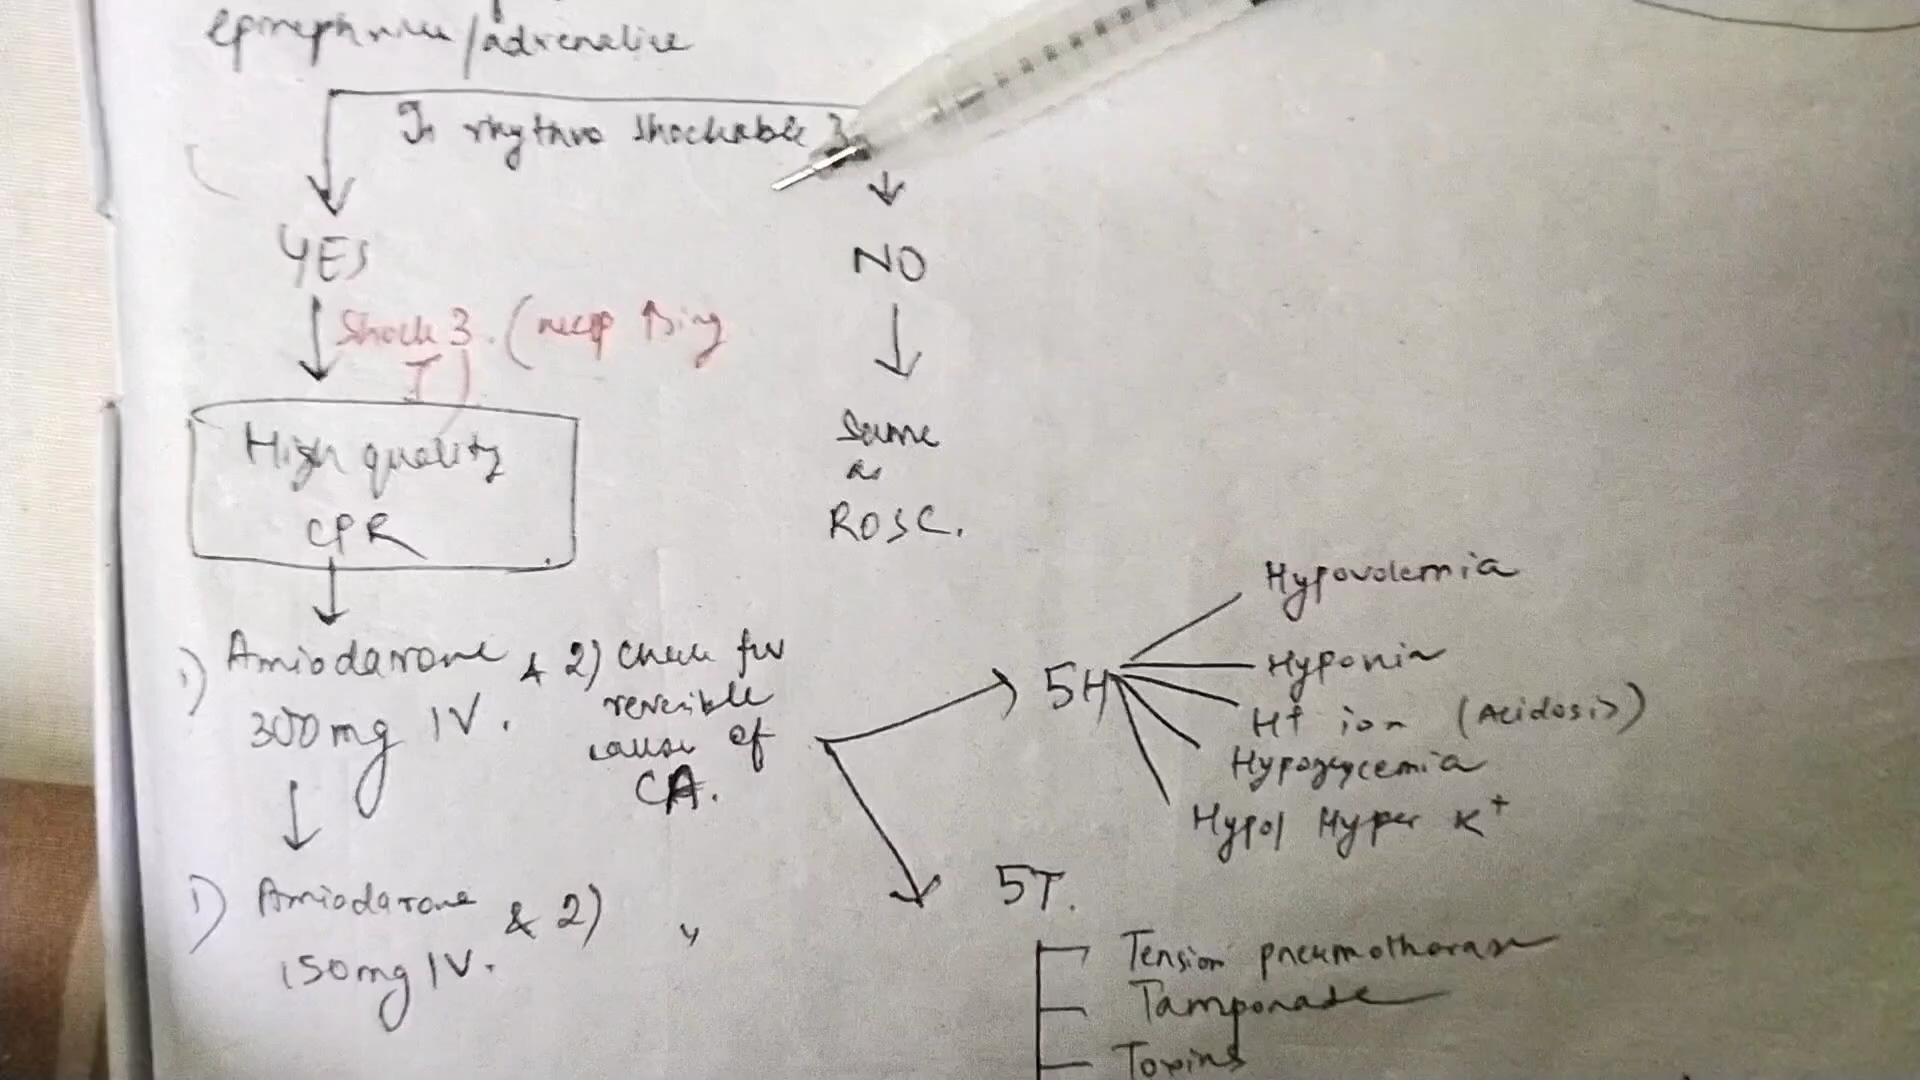 epinephrine/adrenaline
Is rhythm shockable ?
YES
NO
Shock 3. (
I)
High quality
CPR
Same
as
ROSC.
1) Amiodarone & 2) Check for
300mg IV.
reversible
cause of
CA.
5H
Hypovolemia
Hypoxia
H+ ion (Acidosis)
Hypoglycemia
Hypo/ Hyper K+
1) Amiodarone & 2) "
150mg IV.
5T.
Tension pneumothorax
Tamponade
Toxins